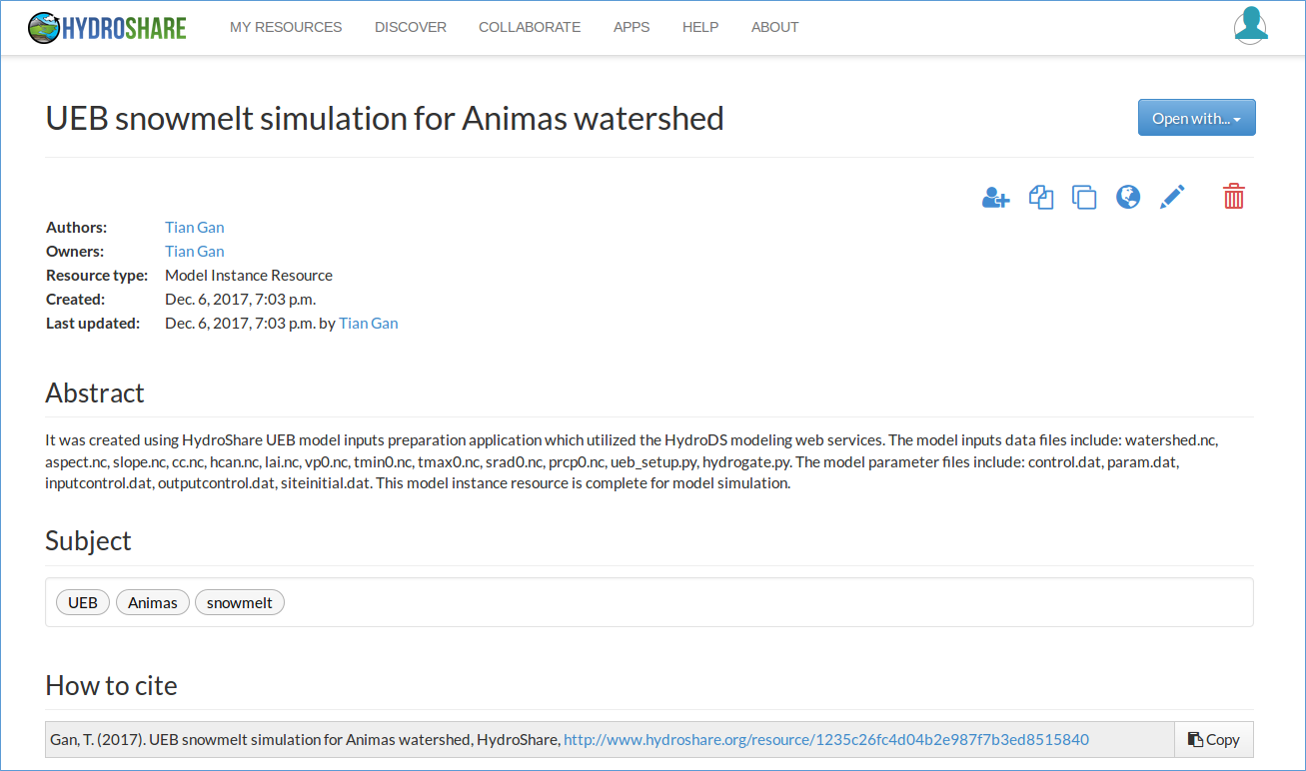 HYDROSHARE MY RESOURCES DISCOVER COLLABORATE APPS HELP ABOUT
UEB snowmelt simulation for Animas watershed
Open with...
Authors: Tian Gan
Owners: Tian Gan
Resource type: Model Instance Resource
Created: Dec. 6, 2017, 7:03 p.m.
Last updated: Dec. 6, 2017, 7:03 p.m. by Tian Gan
Abstract
It was created using HydroShare UEB model inputs preparation application which utilized the HydroDS modeling web services. The model inputs data files include: watershed.nc,
aspect.nc, slope.nc, cc.nc, hcan.nc, lai.nc, vp0.nc, tmin0.nc, tmax0.nc, srad0.nc, prcp0.nc, ueb_setup.py, hydrogate.py. The model parameter files include: control.dat, param.dat,
inputcontrol.dat, outputcontrol.dat, siteinitial.dat. This model instance resource is complete for model simulation.
Subject
UEB Animas snowmelt
How to cite
Gan, T. (2017). UEB snowmelt simulation for Animas watershed, HydroShare, http://www.hydroshare.org/resource/1235c26fc4d04b2e987f7b3ed8515840 Copy